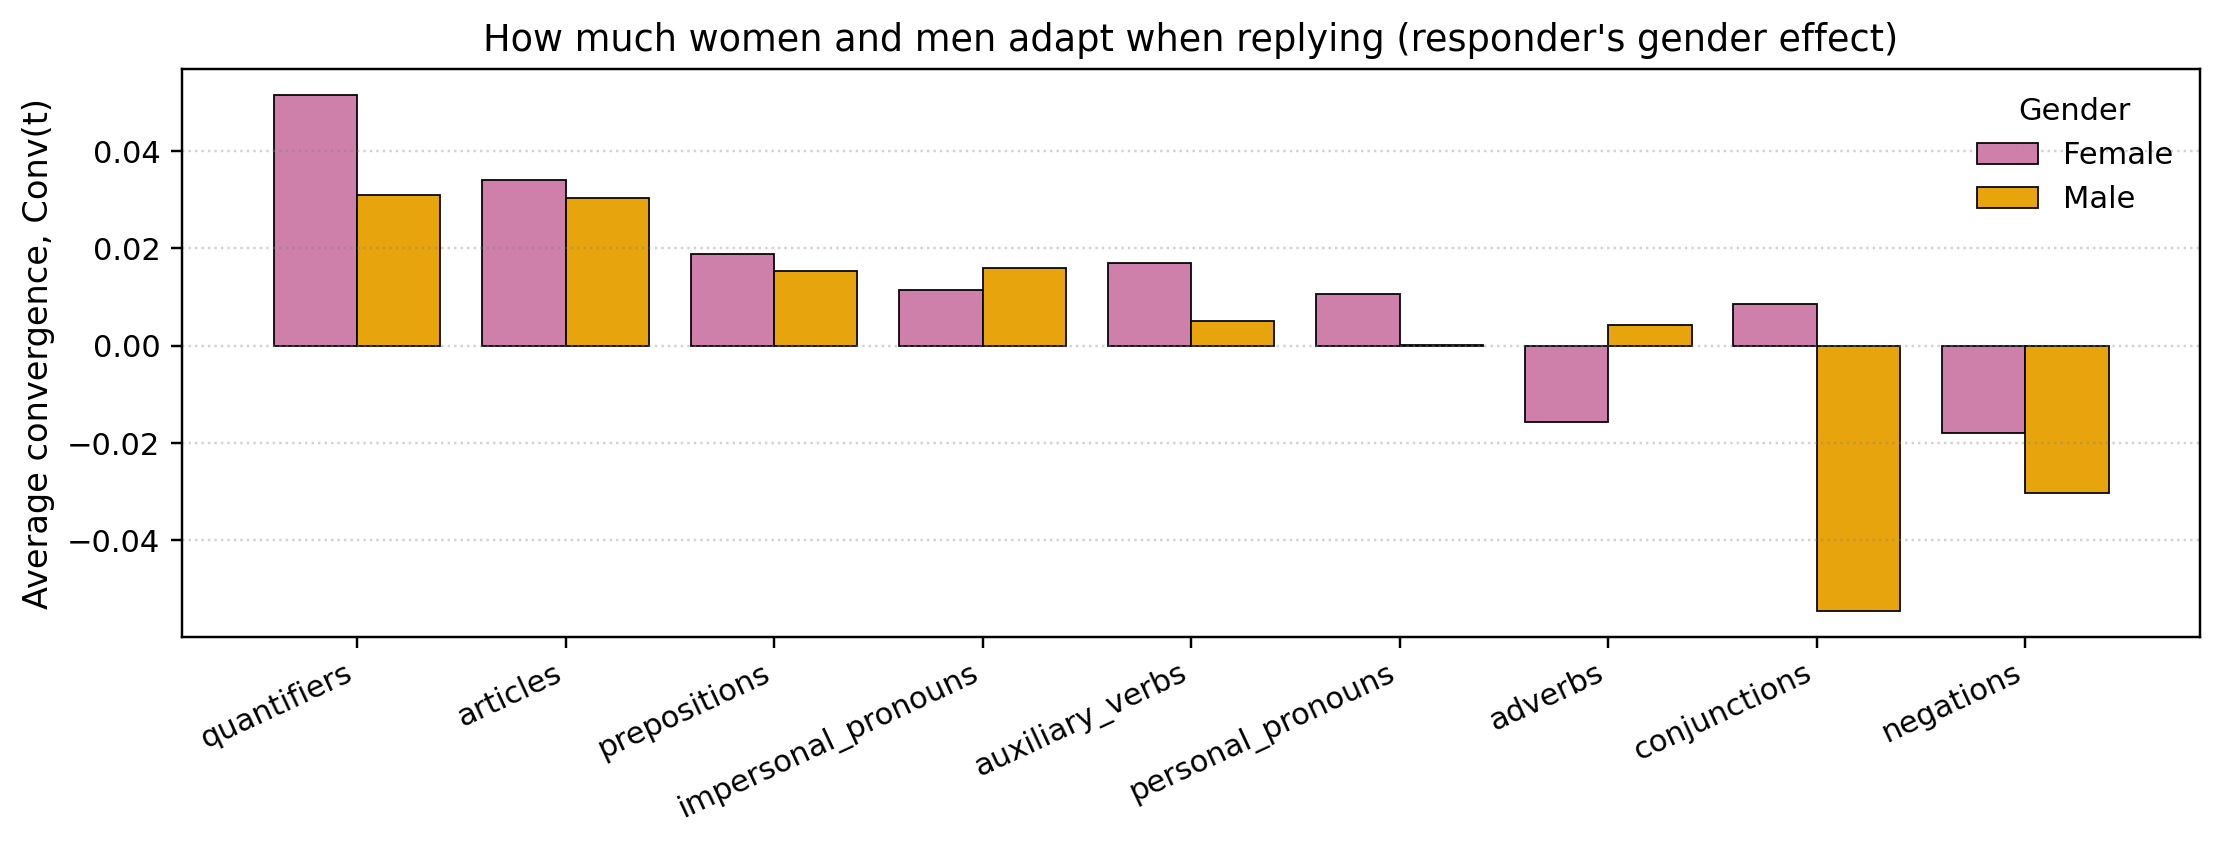 How much women and men adapt when replying (responder's gender effect)
Average convergence, Conv(t)
0.04
0.02
0.00
−0.02
−0.04
Gender
Female
Male
quantifiers
articles
prepositions
impersonal_pronouns
auxiliary_verbs
personal_pronouns
adverbs
conjunctions
negations